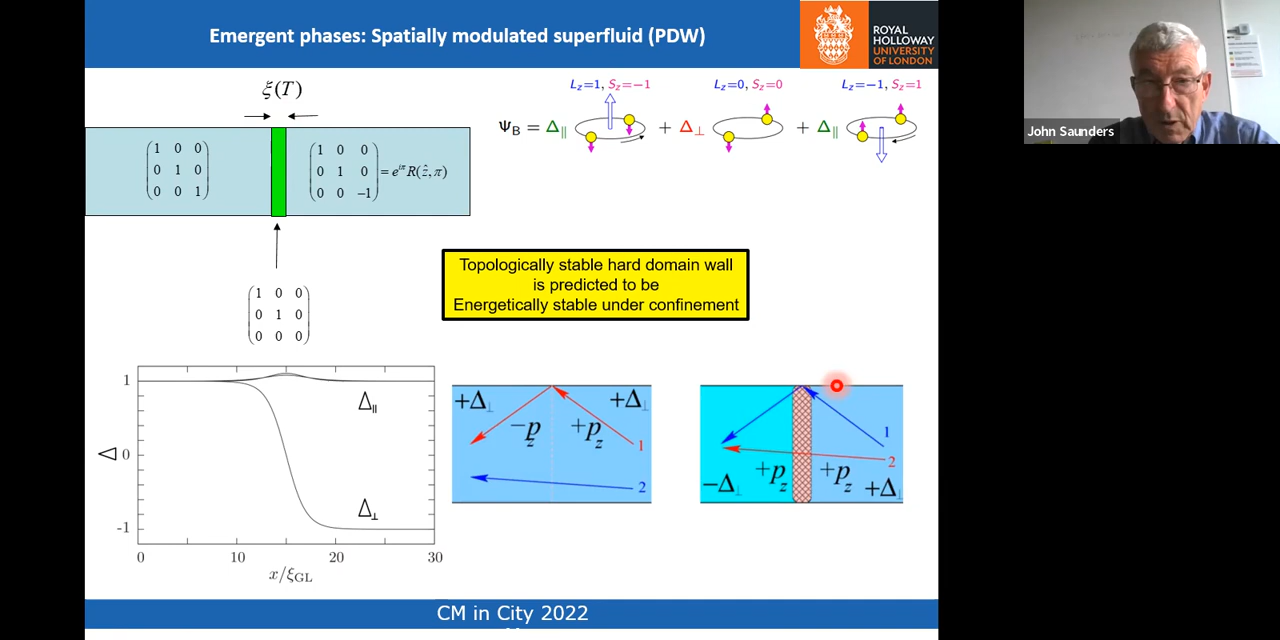 Emergent phases: Spatially modulated superfluid (PDW)
ROYAL
HOLLOWAY
UNIVERSITY
OF LONDON
John Saunders
ξ(T)
L_z=1, S_z=−1
L_z=0, S_z=0
L_z=−1, S_z=1
Ψ_B = Δ_∥ + Δ_⊥ + Δ_∥
1 0 0
0 1 0
0 0 1
1 0 0
0 1 0 = e^{iπ} R(ẑ,π)
0 0 −1
1 0 0
0 1 0
0 0 0
Topologically stable hard domain wall
is predicted to be
Energetically stable under confinement
1
0
-1
Δ
Δ_∥
Δ_⊥
0 10 20 30
x/ξ_GL
+Δ_⊥ +Δ_⊥
−p_z +p_z
1
2
1
2
+p_z +p_z
−Δ_⊥ +Δ_⊥
CM in City 2022